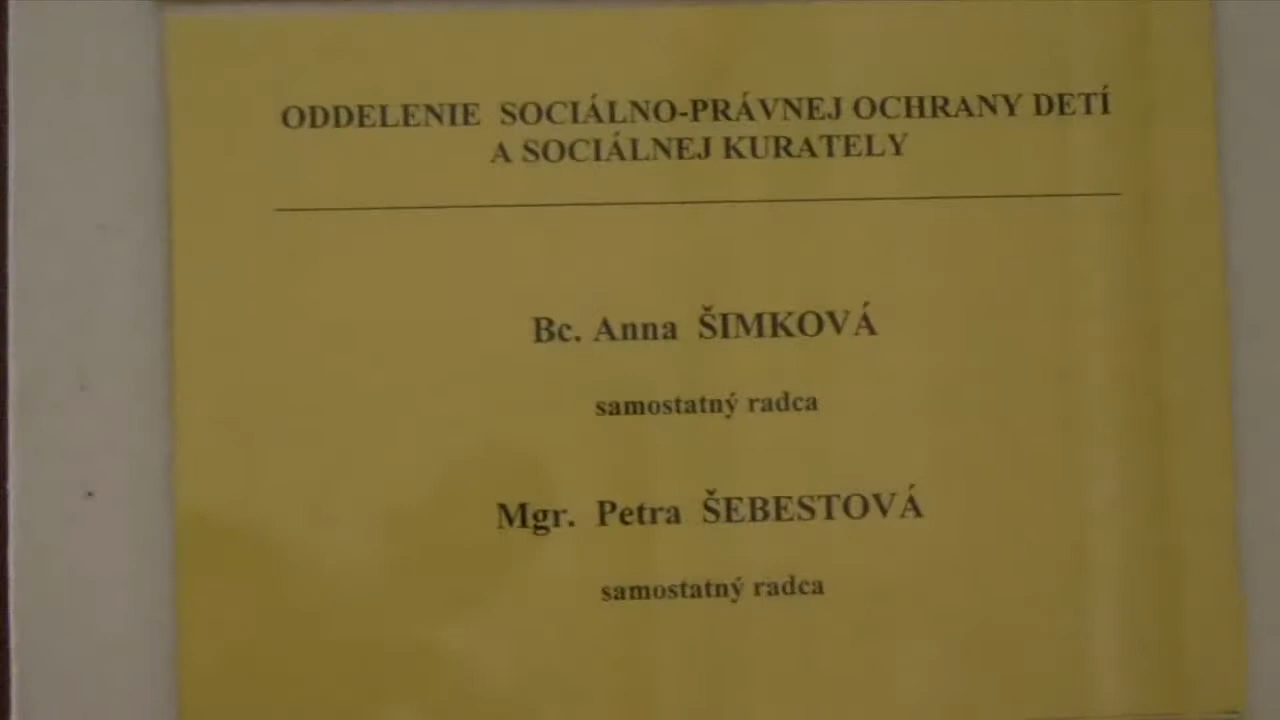 ODDELENIE SOCIÁLNO-PRÁVNEJ OCHRANY DETÍ
A SOCIÁLNEJ KURATELY
Bc. Anna ŠIMKOVÁ
samostatný radca
Mgr. Petra ŠEBESTOVÁ
samostatný radca